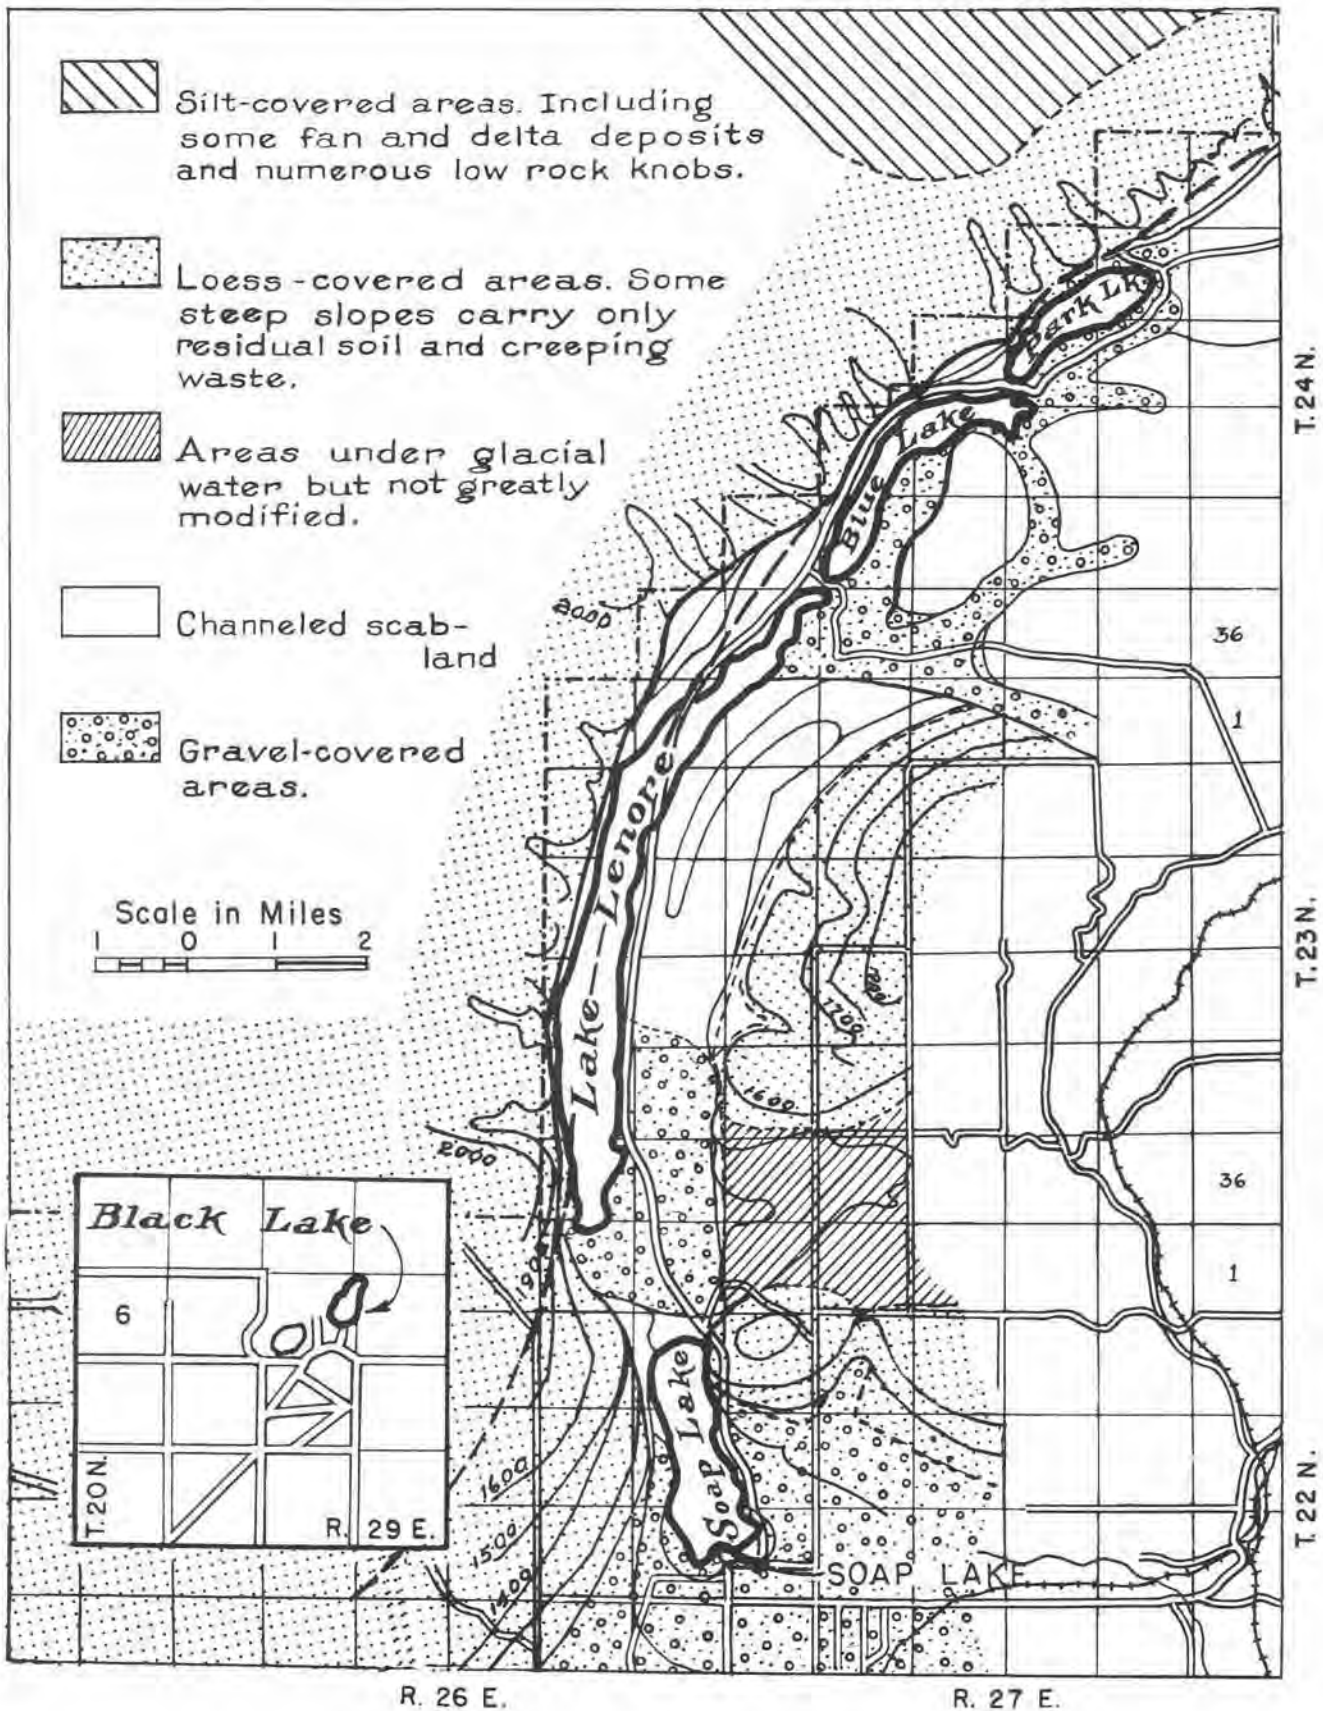 Silt-covered areas. Including
some fan and delta deposits
and numerous low rock knobs.
Loess-covered areas. Some
steep slopes carry only
residual soil and creeping
waste.
Areas under glacial
water but not greatly
modified.
Channeled scab-
land
Gravel-covered
areas.
Scale in Miles
1 0 1 2
Park LK.
Blue Lake
Lake-Lenore
Soap Lake
SOAP LAKE
2000
2000
1900
1600
1500
1400
1700
1600
36
1
36
1
T. 24 N.
T. 23 N.
T. 22 N.
Black Lake
6
T. 20 N.
R. 29 E.
R. 26 E.
R. 27 E.